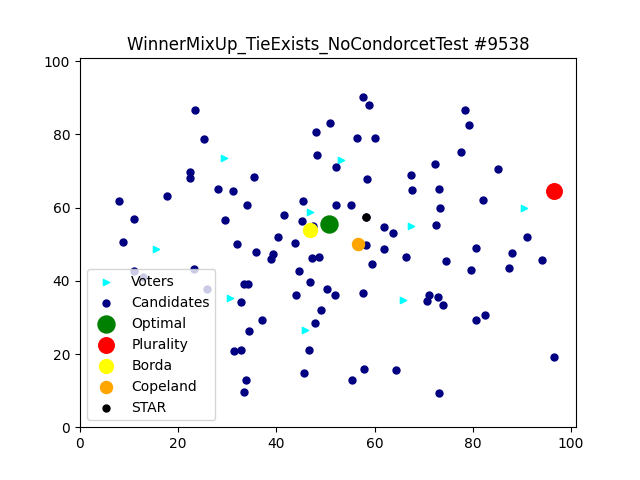 WinnerMixUp_TieExists_NoCondorcetTest #9538
100
80
60
40
20
0
0 20 40 60 80 100
Voters
Candidates
Optimal
Plurality
Borda
Copeland
STAR